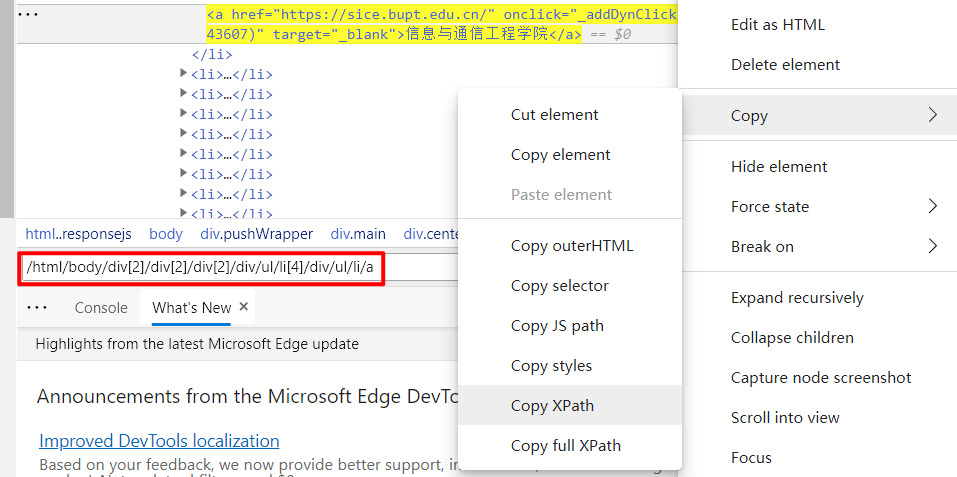 <a href="https://sice.bupt.edu.cn/" onclick="_addDynClick
43607)" target="_blank">信息与通信工程学院</a> == $0
</li>
<li>…</li>
<li>…</li>
<li>…</li>
<li>…</li>
<li>…</li>
<li>…</li>
<li>…</li>
<li>…</li>
html..responsejs body div.pushWrapper div.main div.cente
/html/body/div[2]/div[2]/div[2]/div/ul/li[4]/div/ul/li/a
Console What's New ✕
Highlights from the latest Microsoft Edge update
Announcements from the Microsoft Edge DevTo
Improved DevTools localization
Based on your feedback, we now provide better support, in
Cut element
Copy element
Paste element
Copy outerHTML
Copy selector
Copy JS path
Copy styles
Copy XPath
Copy full XPath
Edit as HTML
Delete element
Copy
Hide element
Force state
Break on
Expand recursively
Collapse children
Capture node screenshot
Scroll into view
Focus